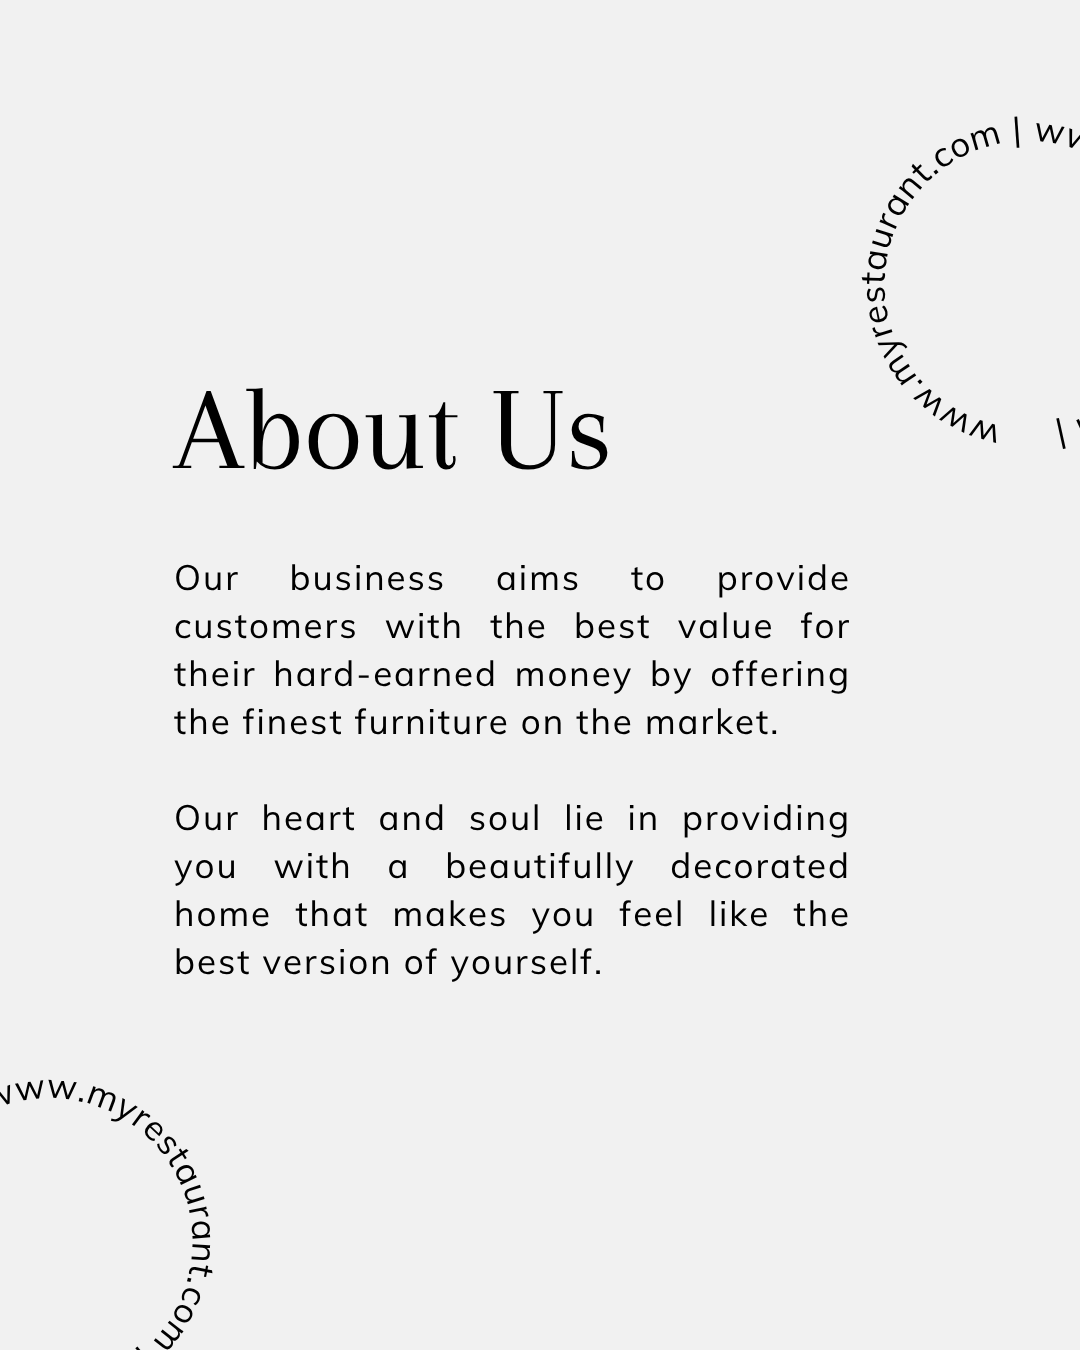 www.myrestaurant.com |
About Us
Our business aims to provide
customers with the best value for
their hard-earned money by offering
the finest furniture on the market.
Our heart and soul lie in providing
you with a beautifully decorated
home that makes you feel like the
best version of yourself.
www.myrestaurant.com